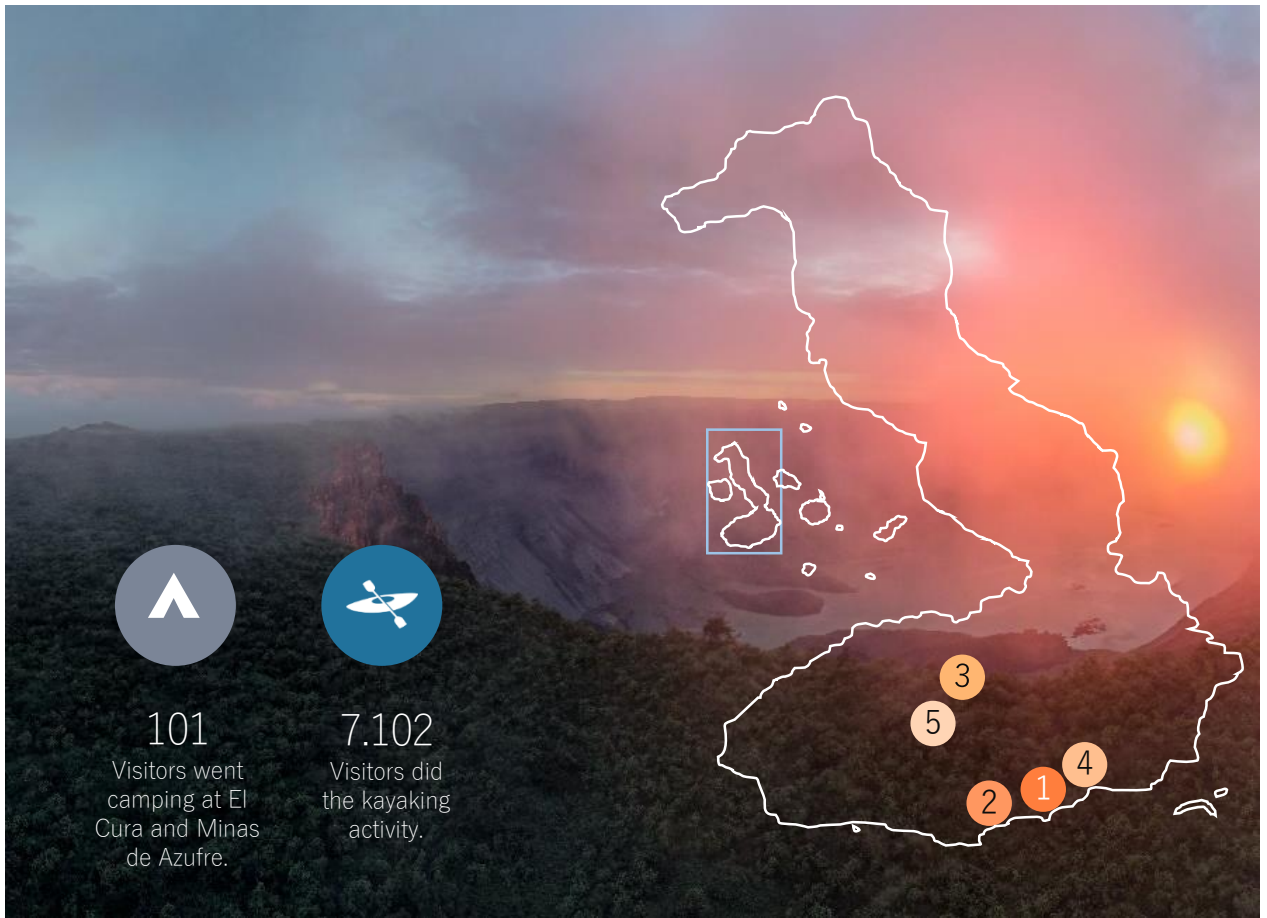 101
Visitors went
camping at El
Cura and Minas
de Azufre.
7.102
Visitors did
the kayaking
activity.
3
5
4
1
2